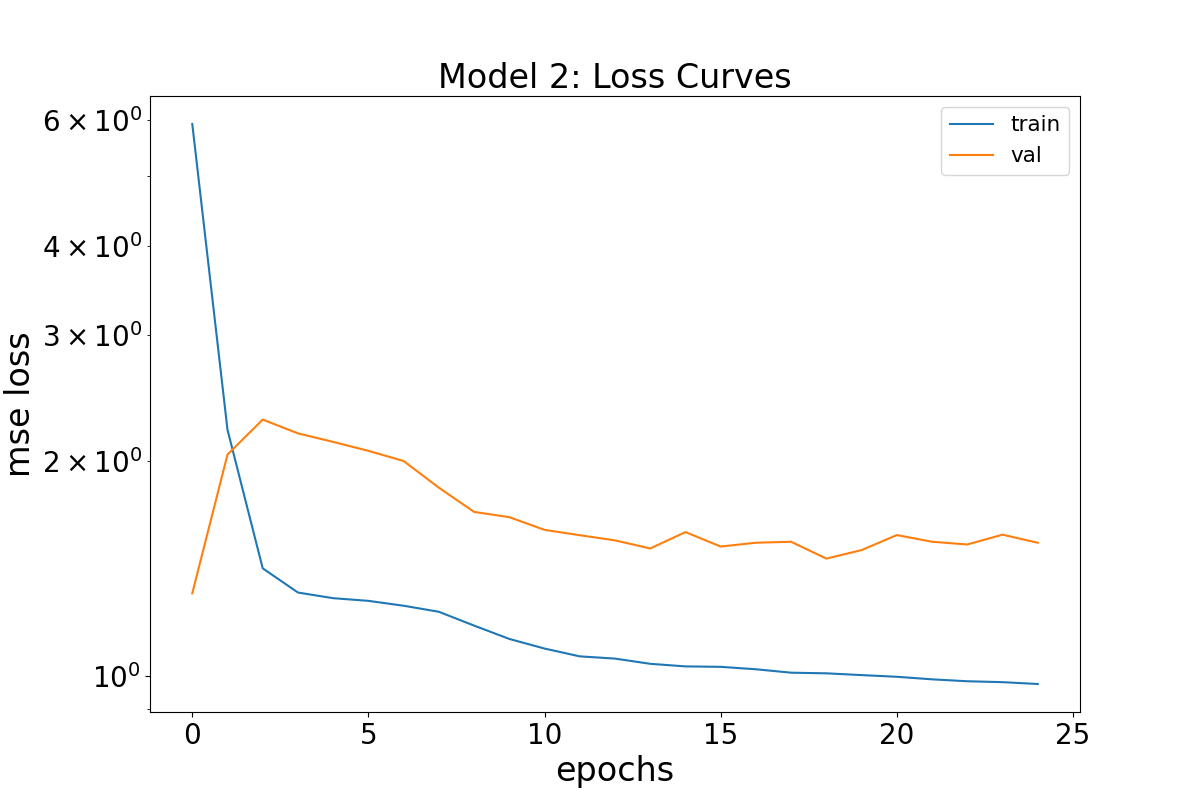 Model 2: Loss Curves
train
val
mse loss
6 × 10⁰
4 × 10⁰
3 × 10⁰
2 × 10⁰
10⁰
0 5 10 15 20 25
epochs